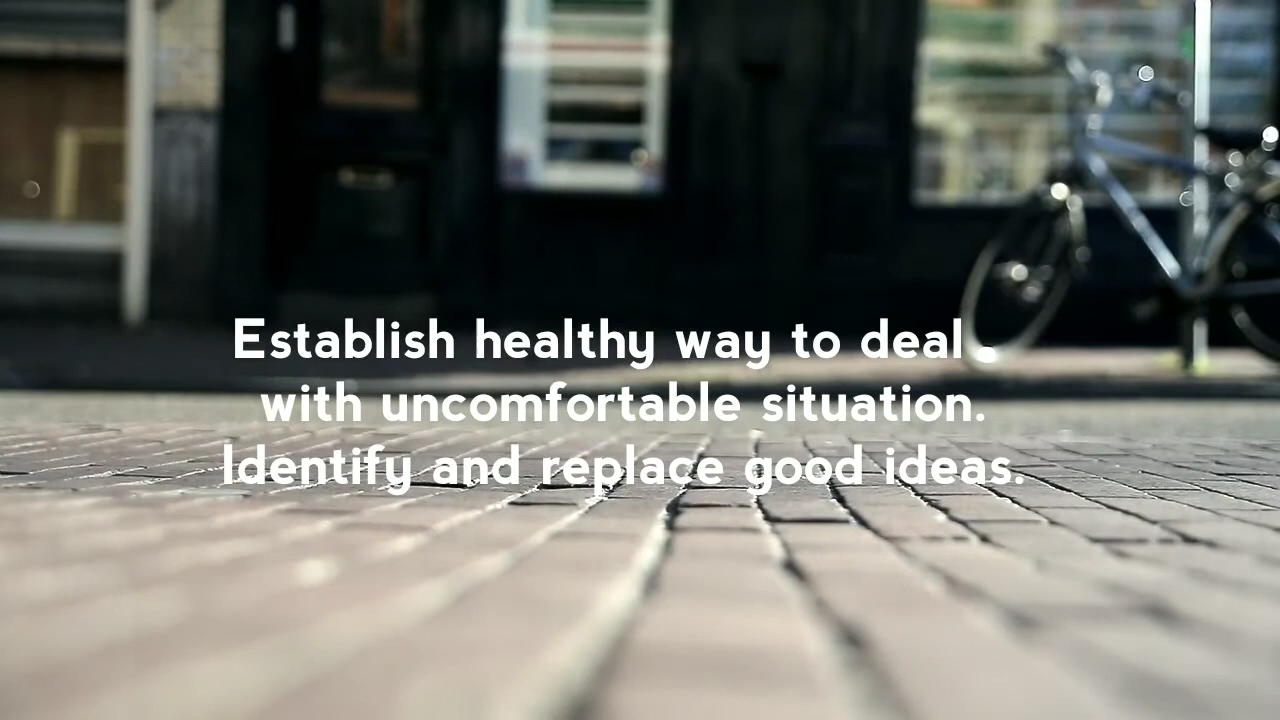 Establish healthy way to deal .
with uncomfortable situation.
Identify and replace good ideas.